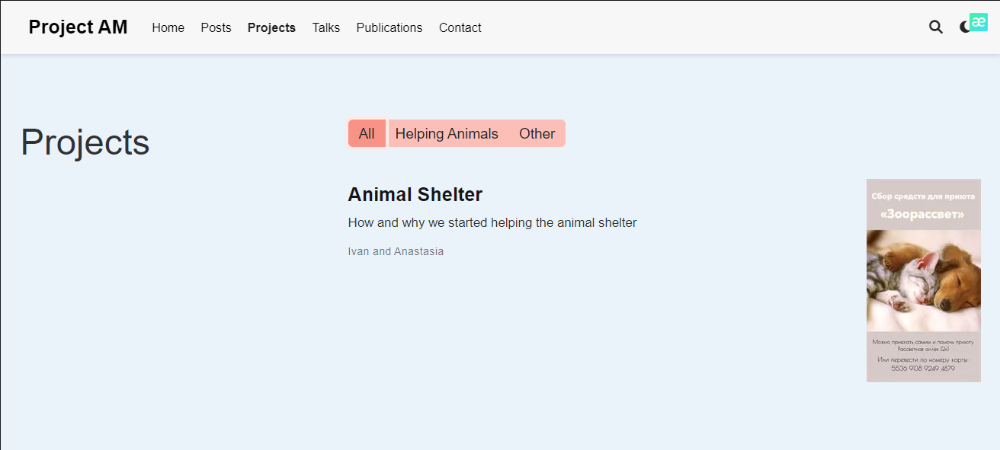 Project AM Home Posts Projects Talks Publications Contact æ
Projects
All Helping Animals Other
Animal Shelter
How and why we started helping the animal shelter
Ivan and Anastasia
Сбор средств для приюта
«Зоорассвет»
Можно приехать самим и помочь приюту
Рассветная аллея 12к1
Или перевести по номеру карты:
5536 9138 9249 4879